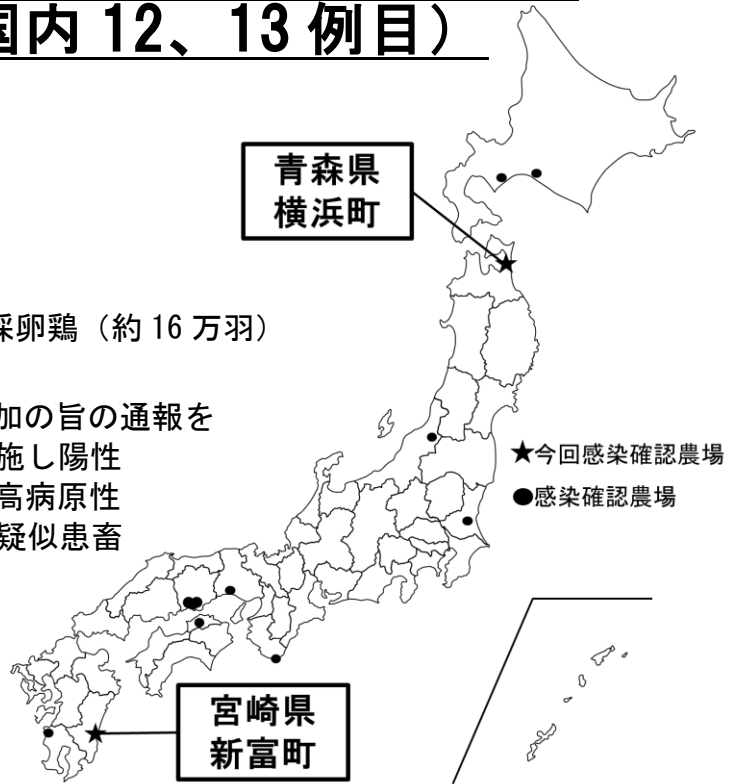 国内 12、13 例目）
青森県
横浜町
採卵鶏（約 16 万羽）
加の旨の通報を
施し陽性
高病原性
疑似患畜
★今回感染確認農場
●感染確認農場
宮崎県
新富町